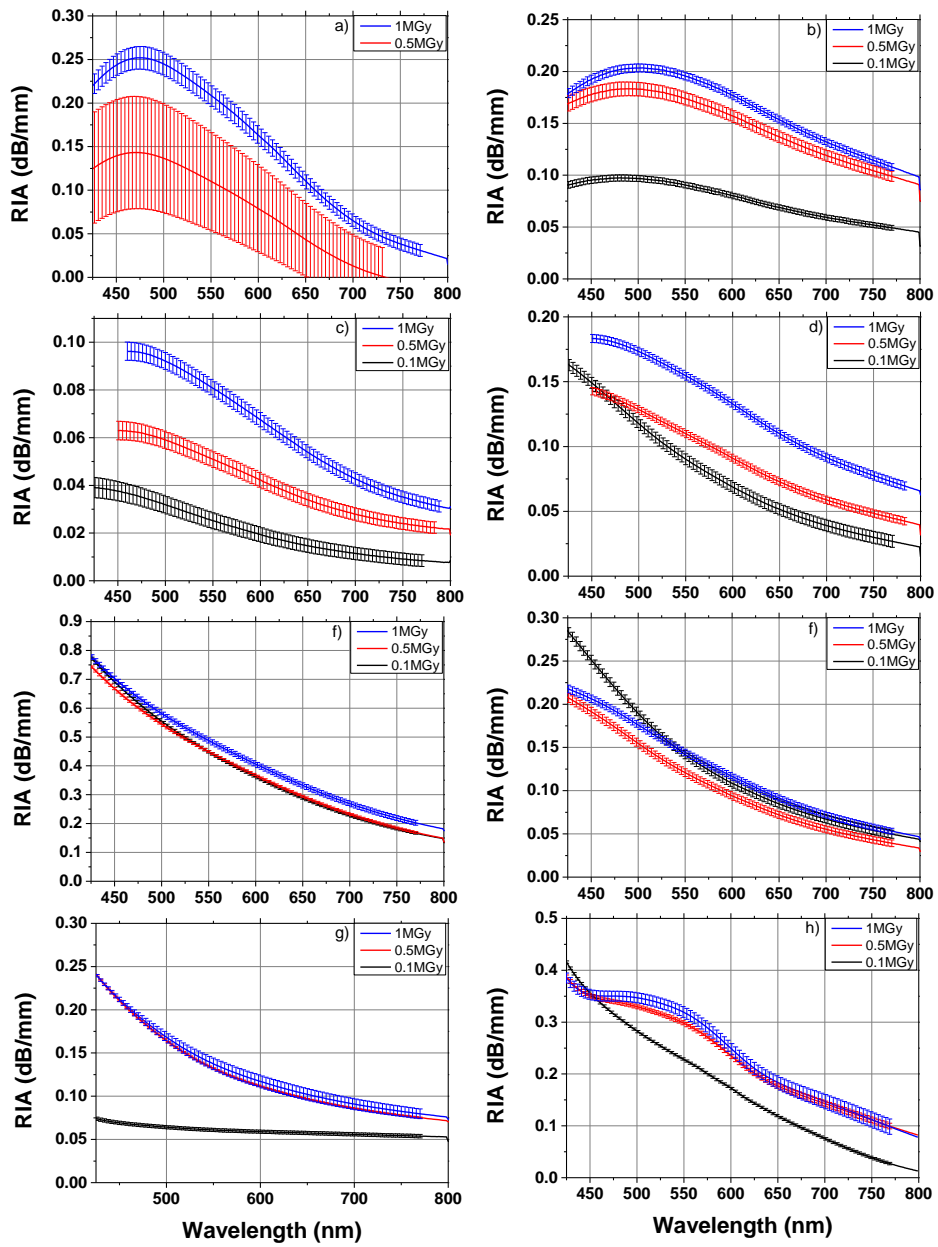 a)
1MGy
0.5MGy
RIA (dB/mm)
0.30
0.25
0.20
0.15
0.10
0.05
0.00
450 500 550 600 650 700 750 800
b)
1MGy
0.5MGy
0.1MGy
RIA (dB/mm)
0.25
0.20
0.15
0.10
0.05
0.00
450 500 550 600 650 700 750 800
c)
1MGy
0.5MGy
0.1MGy
RIA (dB/mm)
0.10
0.08
0.06
0.04
0.02
0.00
450 500 550 600 650 700 750 800
d)
1MGy
0.5MGy
0.1MGy
RIA (dB/mm)
0.20
0.15
0.10
0.05
0.00
450 500 550 600 650 700 750 800
f)
1MGy
0.5MGy
0.1MGy
RIA (dB/mm)
0.9
0.8
0.7
0.6
0.5
0.4
0.3
0.2
0.1
0.0
450 500 550 600 650 700 750 800
f)
1MGy
0.5MGy
0.1MGy
RIA (dB/mm)
0.30
0.25
0.20
0.15
0.10
0.05
0.00
450 500 550 600 650 700 750 800
g)
1MGy
0.5MGy
0.1MGy
RIA (dB/mm)
0.30
0.25
0.20
0.15
0.10
0.05
0.00
500 600 700 800
Wavelength (nm)
h)
1MGy
0.5MGy
0.1MGy
RIA (dB/mm)
0.5
0.4
0.3
0.2
0.1
0.0
450 500 550 600 650 700 750 800
Wavelength (nm)